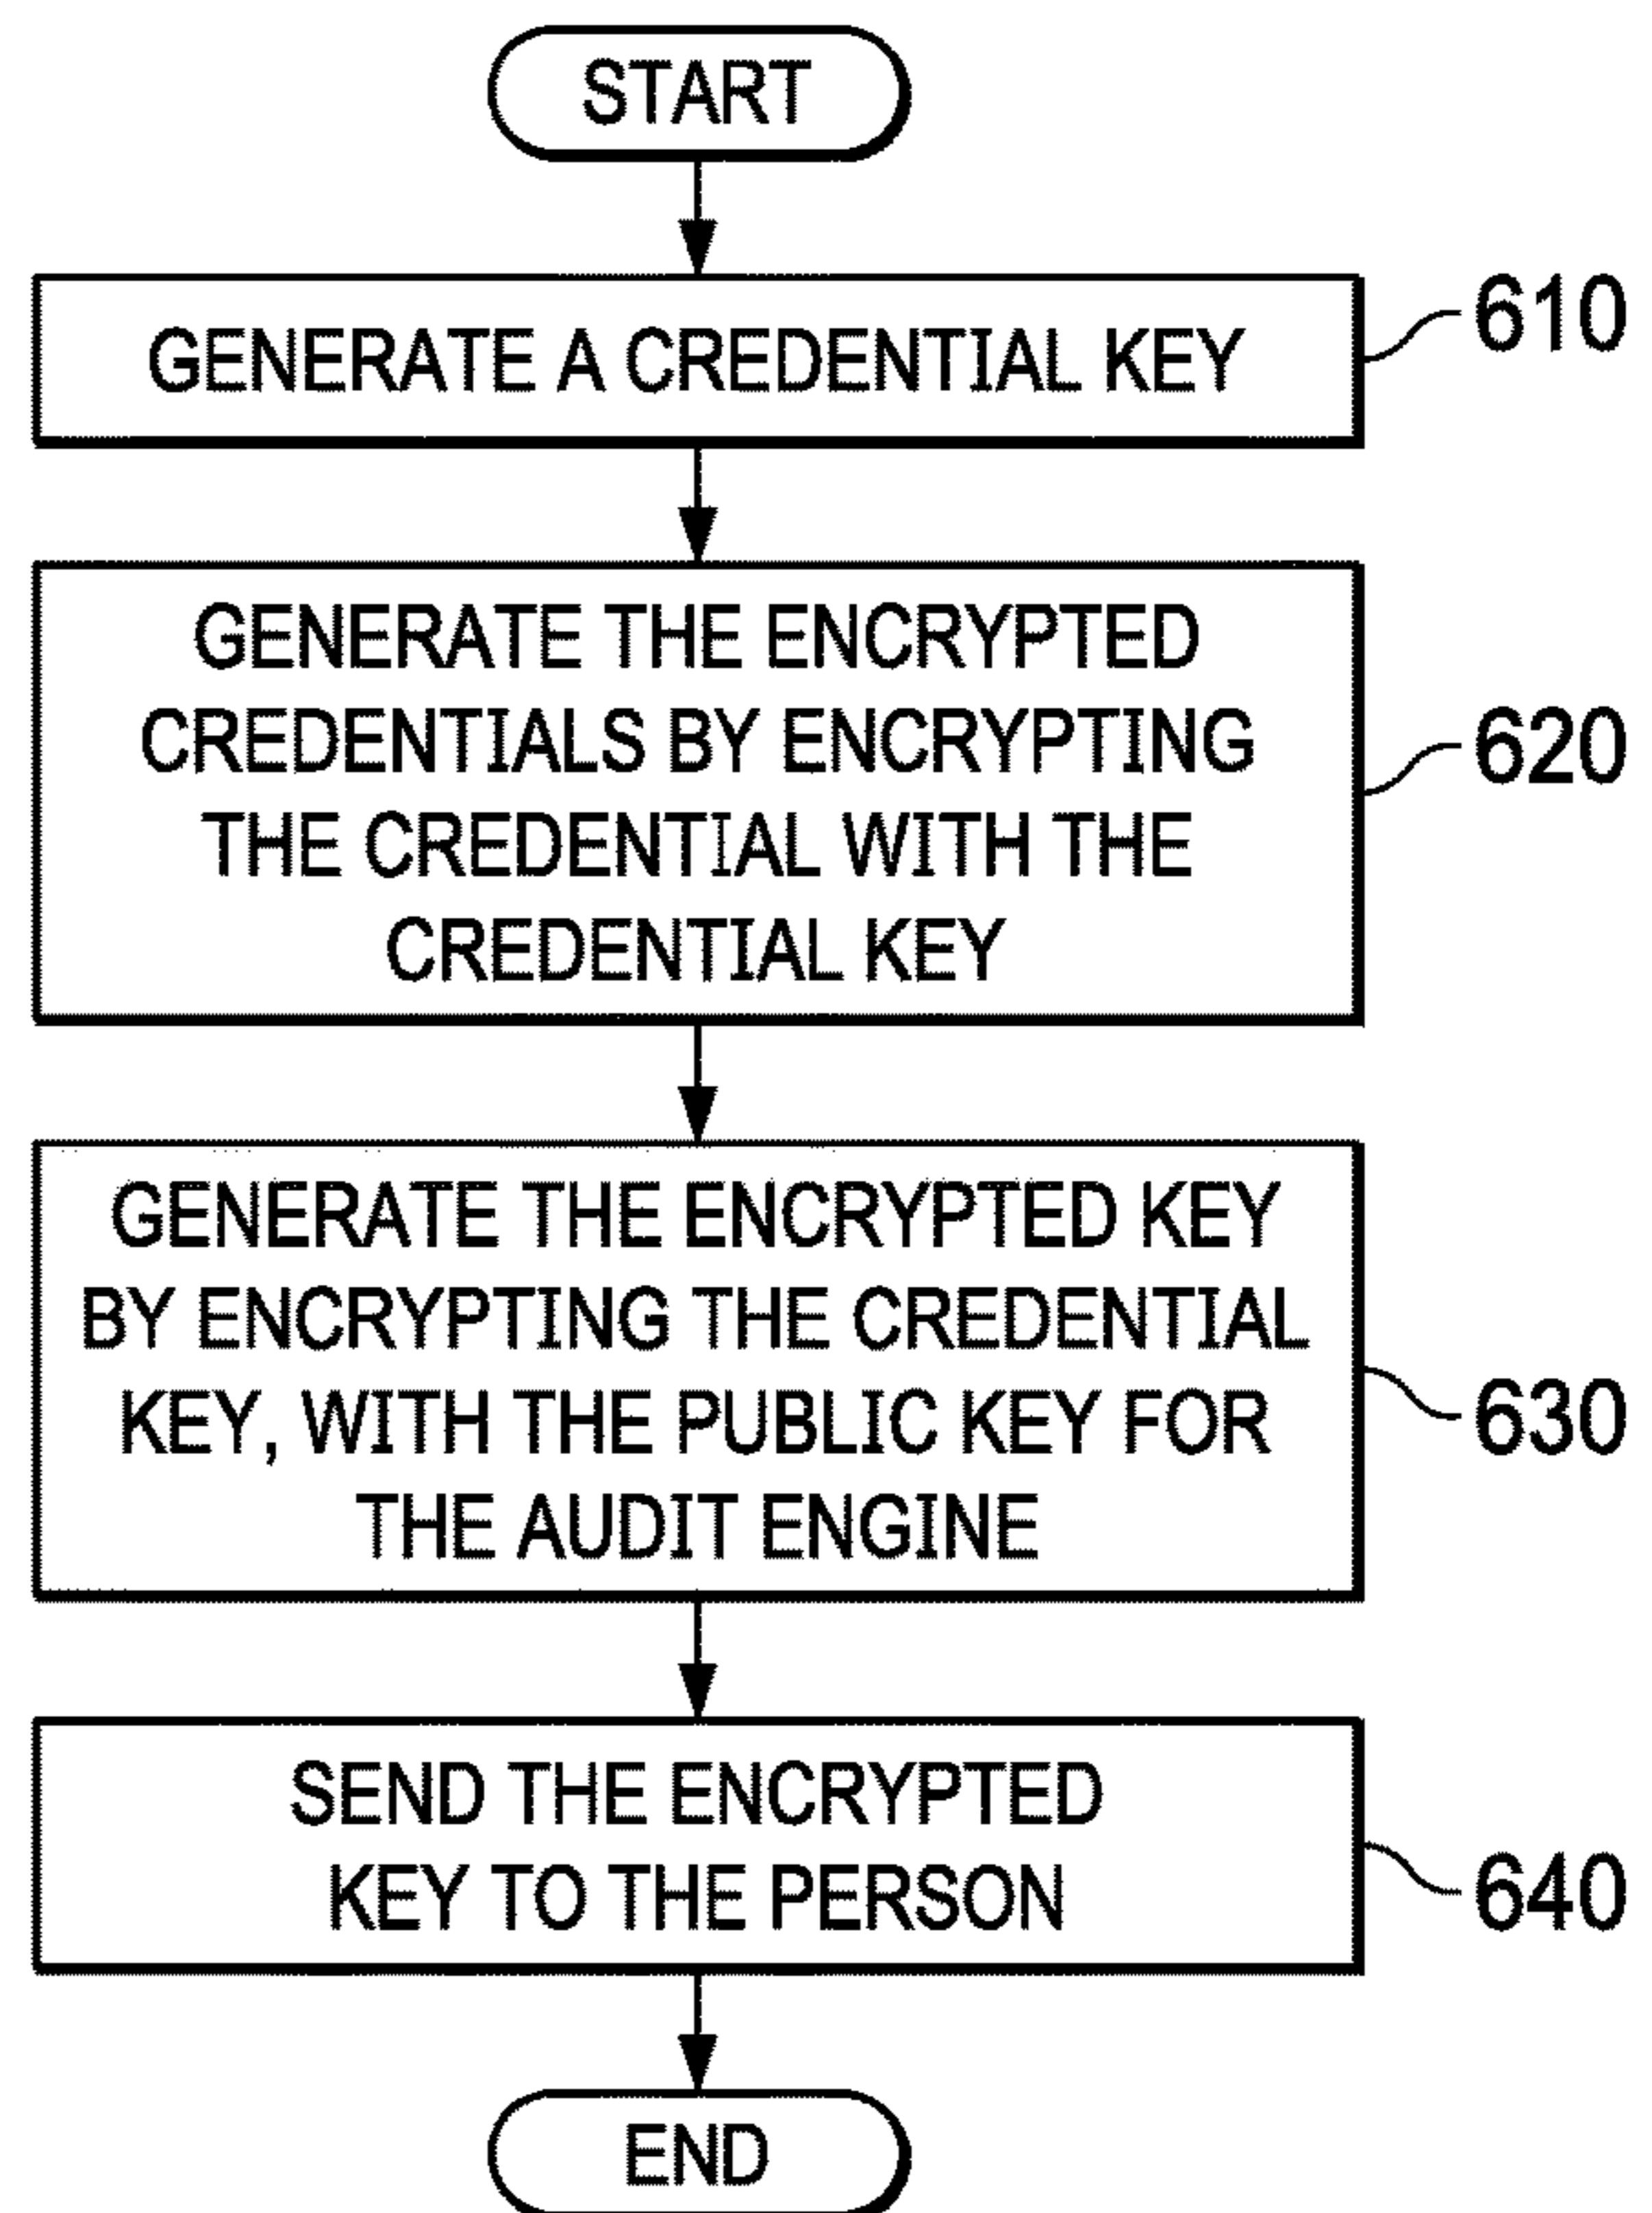 START
GENERATE A CREDENTIAL KEY
610
GENERATE THE ENCRYPTED
CREDENTIALS BY ENCRYPTING
THE CREDENTIAL WITH THE
CREDENTIAL KEY
620
GENERATE THE ENCRYPTED KEY
BY ENCRYPTING THE CREDENTIAL
KEY, WITH THE PUBLIC KEY FOR
THE AUDIT ENGINE
630
SEND THE ENCRYPTED
KEY TO THE PERSON
640
END